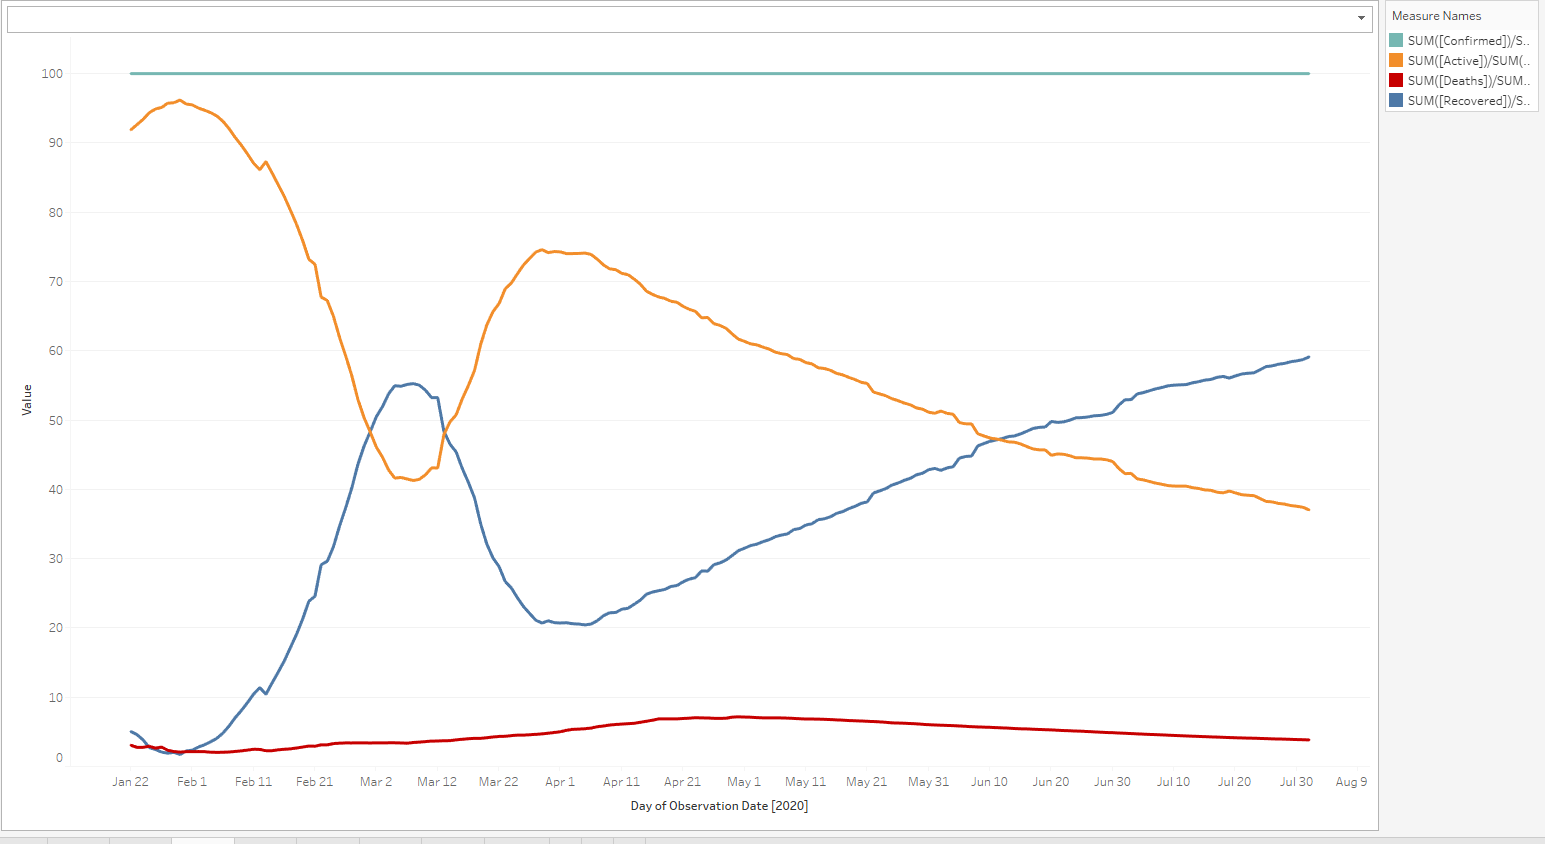 Measure Names
SUM([Confirmed])/S..
SUM([Active])/SUM(..
SUM([Deaths])/SUM..
SUM([Recovered])/S..
100
90
80
70
60
50
40
30
20
10
0
Value
Jan 22 Feb 1 Feb 11 Feb 21 Mar 2 Mar 12 Mar 22 Apr 1 Apr 11 Apr 21 May 1 May 11 May 21 May 31 Jun 10 Jun 20 Jun 30 Jul 10 Jul 20 Jul 30 Aug 9
Day of Observation Date [2020]